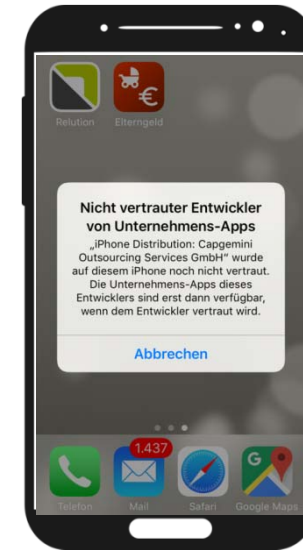 Relution Elterngeld
Nicht vertrauter Entwickler
von Unternehmens-Apps
„iPhone Distribution: Capgemini
Outsourcing Services GmbH“ wurde
auf diesem iPhone noch nicht vertraut.
Die Unternehmens-Apps dieses
Entwicklers sind erst dann verfügbar,
wenn dem Entwickler vertraut wird.
Abbrechen
1.437
G
Telefon Mail Safari Google Maps